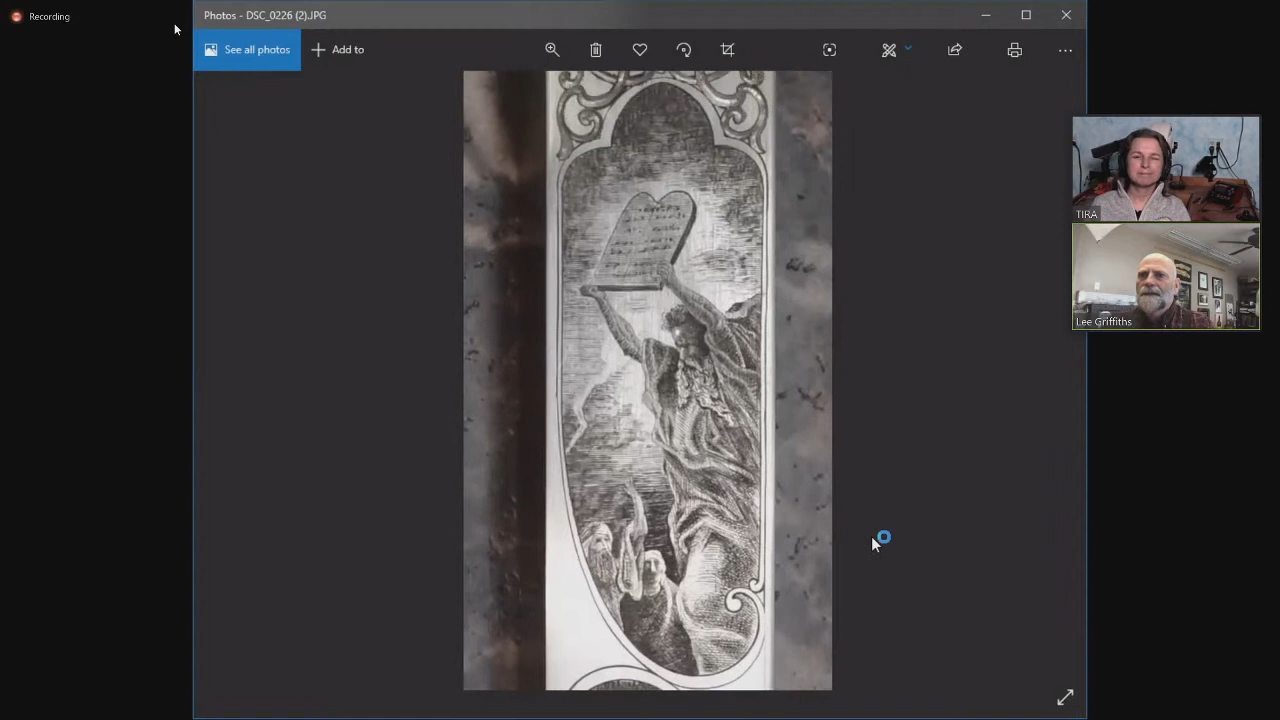 Recording
Photos - DSC_0226 (2).JPG
See all photos
Add to
TIRA
Lee Griffiths